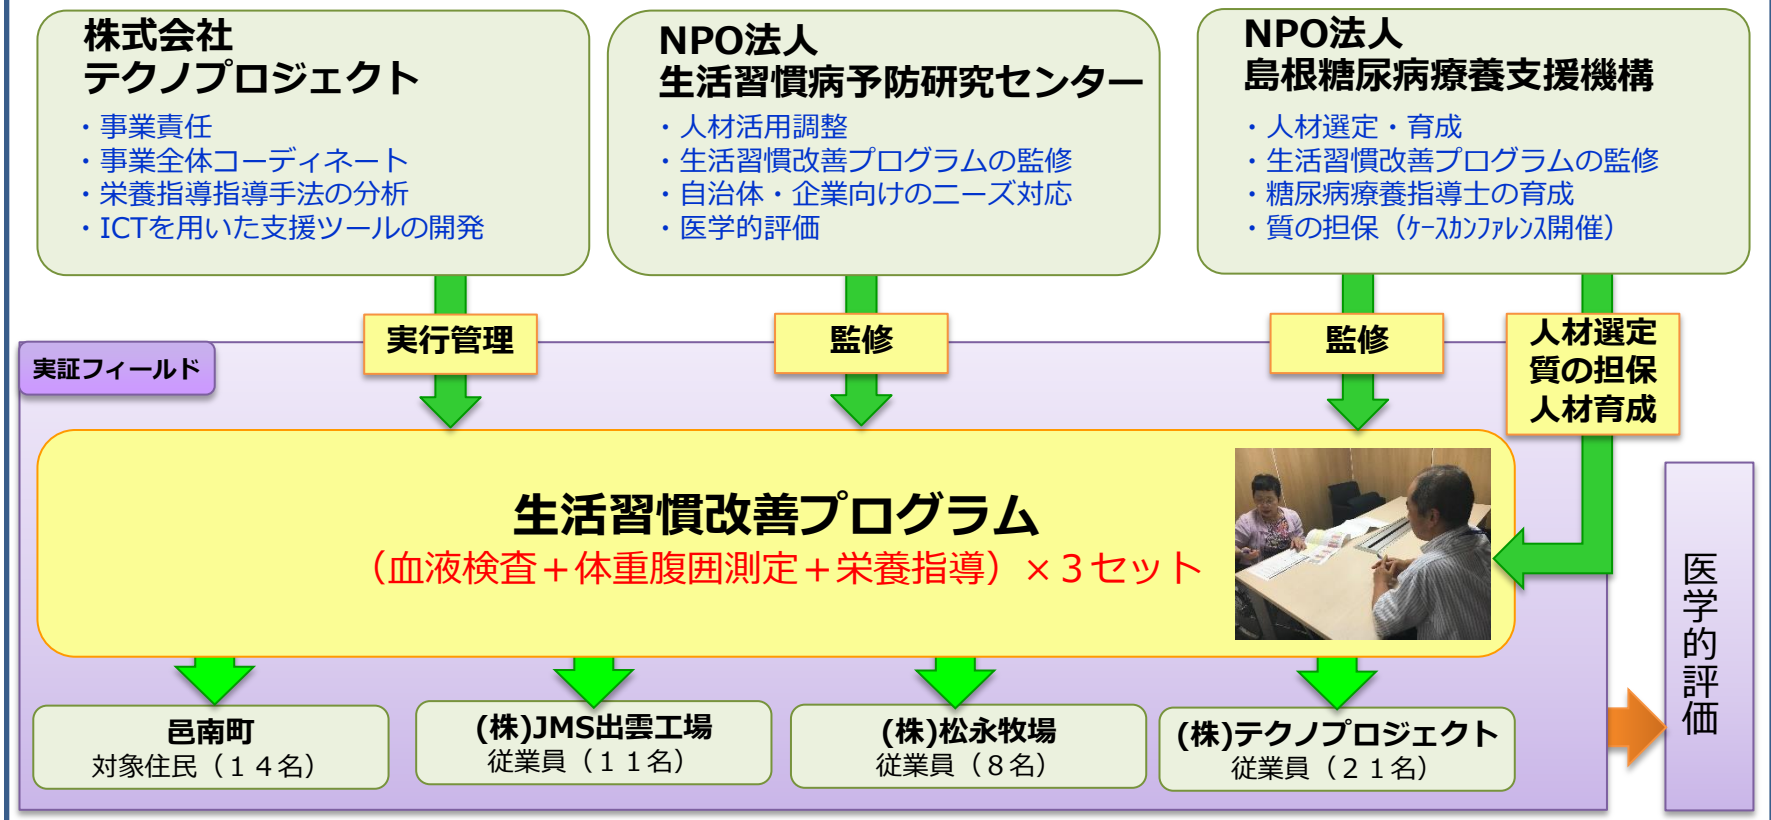 株式会社
テクノプロジェクト
・事業責任
・事業全体コーディネート
・栄養指導指導手法の分析
・ICTを用いた支援ツールの開発
NPO法人
生活習慣病予防研究センター
・人材活用調整
・生活習慣改善プログラムの監修
・自治体・企業向けのニーズ対応
・医学的評価
NPO法人
島根糖尿病療養支援機構
・人材選定・育成
・生活習慣改善プログラムの監修
・糖尿病療養指導士の育成
・質の担保（ｹｰｽｶﾝﾌｧﾚﾝｽ開催）
実行管理
監修
監修
人材選定
質の担保
人材育成
実証フィールド
生活習慣改善プログラム
（血液検査＋体重腹囲測定＋栄養指導）×３セット
邑南町
対象住民（１４名）
(株)JMS出雲工場
従業員（１１名）
(株)松永牧場
従業員（８名）
(株)テクノプロジェクト
従業員（２１名）
医学的評価